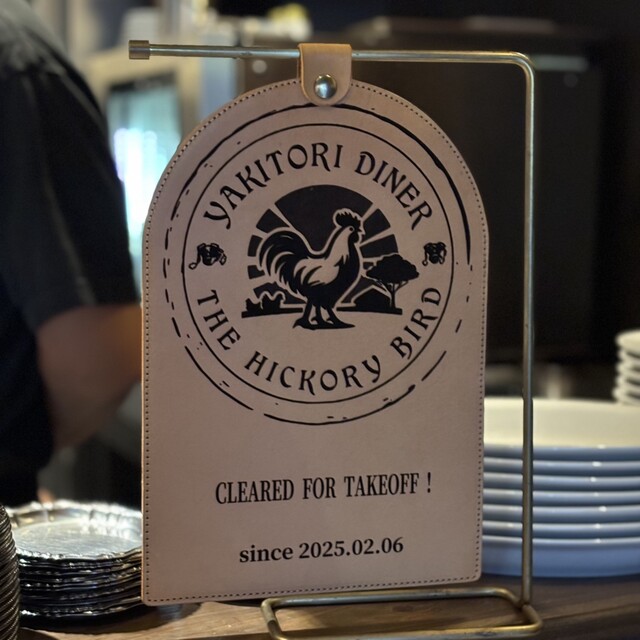 YAKITORI DINER
THE HICKORY BIRD
CLEARED FOR TAKEOFF !
since 2025.02.06